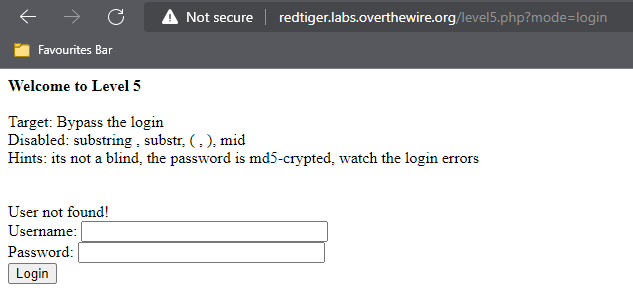 Not secure | redtiger.labs.overthewire.org/level5.php?mode=login
Favourites Bar
Welcome to Level 5
Target: Bypass the login
Disabled: substring , substr, ( , ), mid
Hints: its not a blind, the password is md5-crypted, watch the login errors
User not found!
Username:
Password:
Login